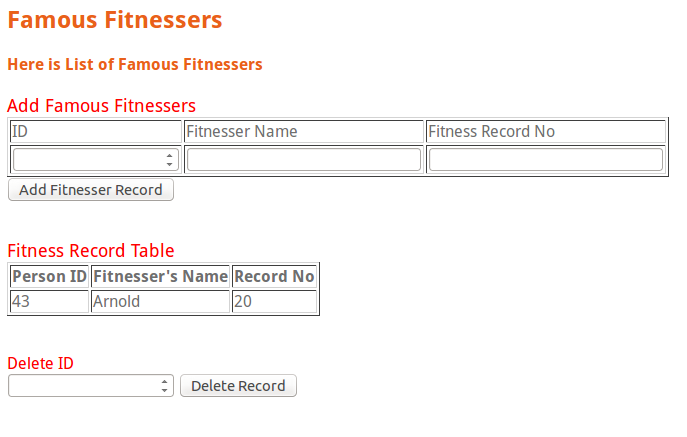 Famous Fitnessers
Here is List of Famous Fitnessers
Add Famous Fitnessers
ID Fitnesser Name Fitness Record No
Add Fitnesser Record
Fitness Record Table
Person ID Fitnesser's Name Record No
43 Arnold 20
Delete ID
Delete Record